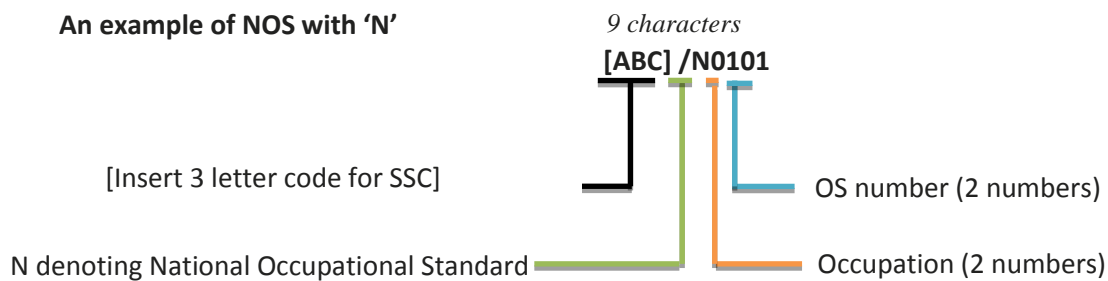 An example of NOS with ‘N’
9 characters
[ABC] /N0101
[Insert 3 letter code for SSC]
OS number (2 numbers)
N denoting National Occupational Standard
Occupation (2 numbers)